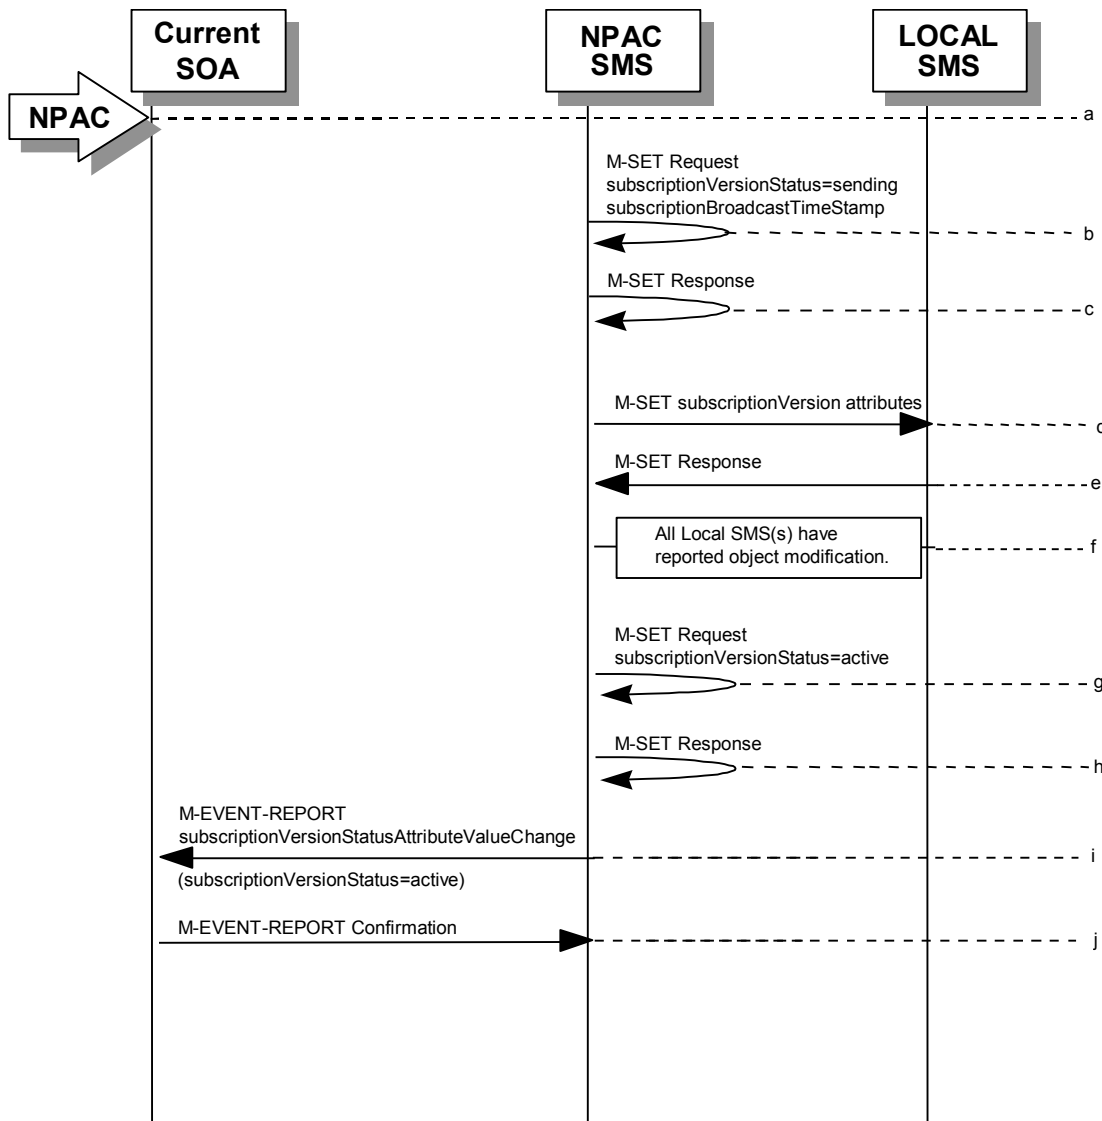 Current
SOA
NPAC
SMS
LOCAL
SMS
NPAC
a
M-SET Request
subscriptionVersionStatus=sending
subscriptionBroadcastTimeStamp
b
M-SET Response
c
M-SET subscriptionVersion attributes
d
M-SET Response
e
All Local SMS(s) have
reported object modification.
f
M-SET Request
subscriptionVersionStatus=active
g
M-SET Response
h
M-EVENT-REPORT
subscriptionVersionStatusAttributeValueChange
i
(subscriptionVersionStatus=active)
M-EVENT-REPORT Confirmation
j